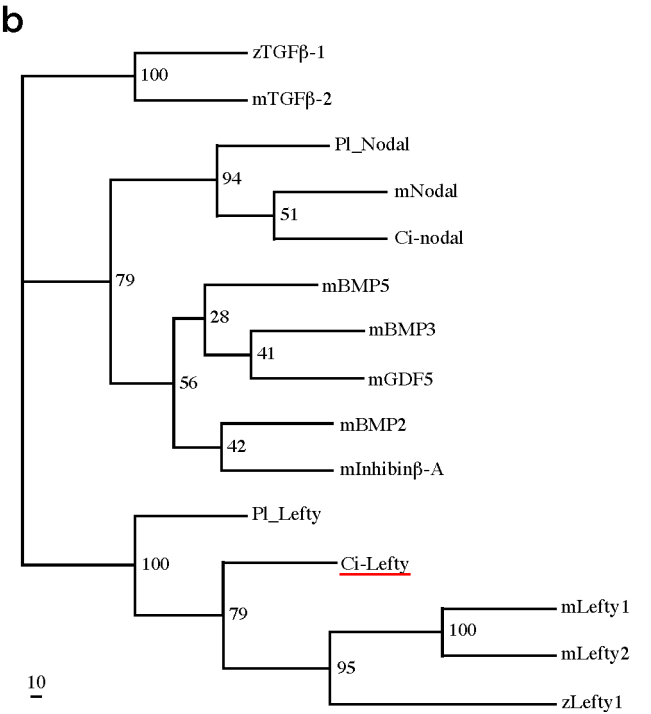 b
zTGFβ-1
100
mTGFβ-2
Pl_Nodal
94
mNodal
51
Ci-nodal
79
mBMP5
28
mBMP3
41
mGDF5
56
mBMP2
42
mInhibinβ-A
Pl_Lefty
100
Ci-Lefty
79
mLefty1
100
mLefty2
95
zLefty1
10